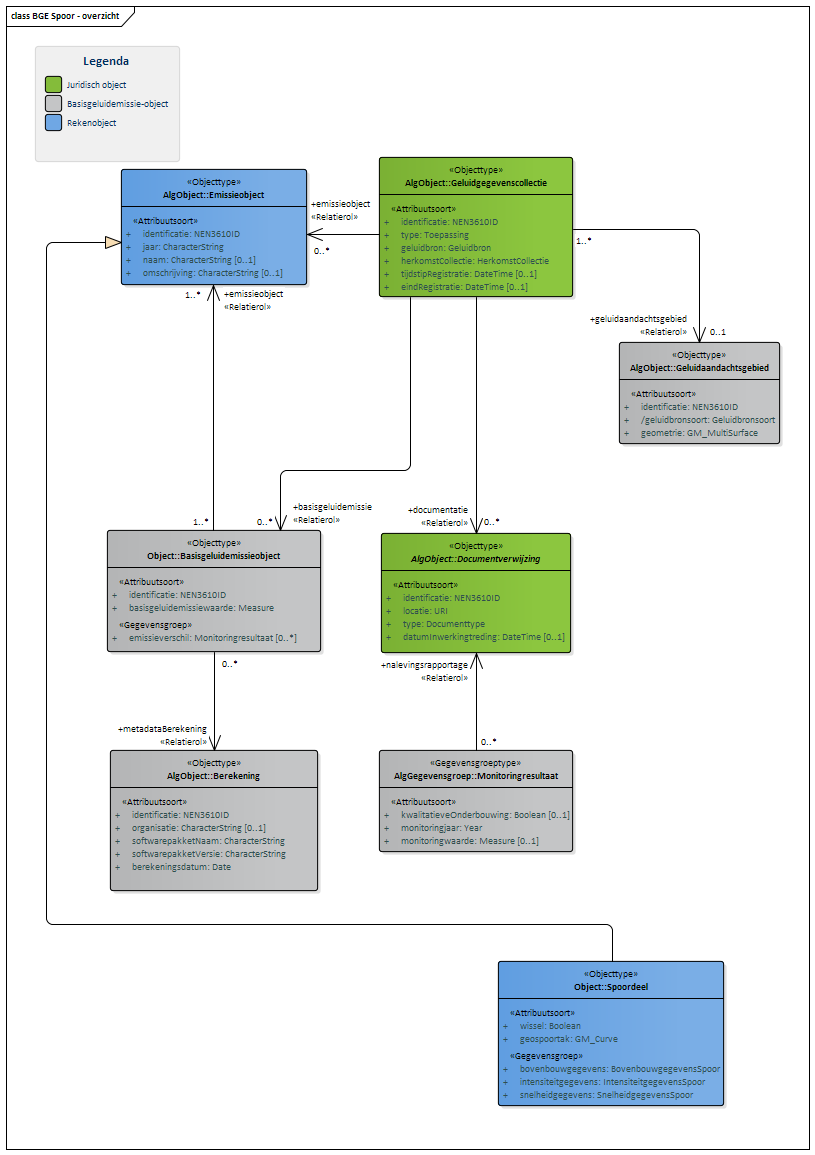 class BGE Spoor - overzicht
Legenda
Juridisch object
Basisgeluidemissie-object
Rekenobject
«Objecttype»
AlgObject::Emissieobject
«Attribuutsoort»
+ identificatie: NEN3610ID
+ jaar: CharacterString
+ naam: CharacterString [0..1]
+ omschrijving: CharacterString [0..1]
+emissieobject
«Relatierol»
0..*
«Objecttype»
AlgObject::Geluidgegevenscollectie
«Attribuutsoort»
+ identificatie: NEN3610ID
+ type: Toepassing
+ geluidbron: Geluidbron
+ herkomstCollectie: HerkomstCollectie
+ tijdstipRegistratie: DateTime [0..1]
+ eindRegistratie: DateTime [0..1]
1..*
+geluidaandachtsgebied
«Relatierol»
0..1
1..*
+emissieobject
«Relatierol»
«Objecttype»
AlgObject::Geluidaandachtsgebied
«Attribuutsoort»
+ identificatie: NEN3610ID
+ /geluidbronsoort: Geluidbronsoort
+ geometrie: GM_MultiSurface
1..*
0..*
+basisgeluidemissie
«Relatierol»
+documentatie
«Relatierol»
0..*
«Objecttype»
Object::Basisgeluidemissieobject
«Attribuutsoort»
+ identificatie: NEN3610ID
+ basisgeluidemissiewaarde: Measure
«Gegevensgroep»
+ emissieverschil: Monitoringresultaat [0..*]
«Objecttype»
AlgObject::Documentverwijzing
«Attribuutsoort»
+ identificatie: NEN3610ID
+ locatie: URI
+ type: Documenttype
+ datumInwerkingtreding: DateTime [0..1]
0..*
+metadataBerekening
«Relatierol»
+nalevingsrapportage
«Relatierol»
0..*
«Objecttype»
AlgObject::Berekening
«Attribuutsoort»
+ identificatie: NEN3610ID
+ organisatie: CharacterString [0..1]
+ softwarepakketNaam: CharacterString
+ softwarepakketVersie: CharacterString
+ berekeningsdatum: Date
«Gegevensgroeptype»
AlgGegevensgroep::Monitoringresultaat
«Attribuutsoort»
+ kwalitatieveOnderbouwing: Boolean [0..1]
+ monitoringjaar: Year
+ monitoringwaarde: Measure [0..1]
«Objecttype»
Object::Spoordeel
«Attribuutsoort»
+ wissel: Boolean
+ geospoortak: GM_Curve
«Gegevensgroep»
+ bovenbouwgegevens: BovenbouwgegevensSpoor
+ intensiteitgegevens: IntensiteitgegevensSpoor
+ snelheidgegevens: SnelheidgegevensSpoor